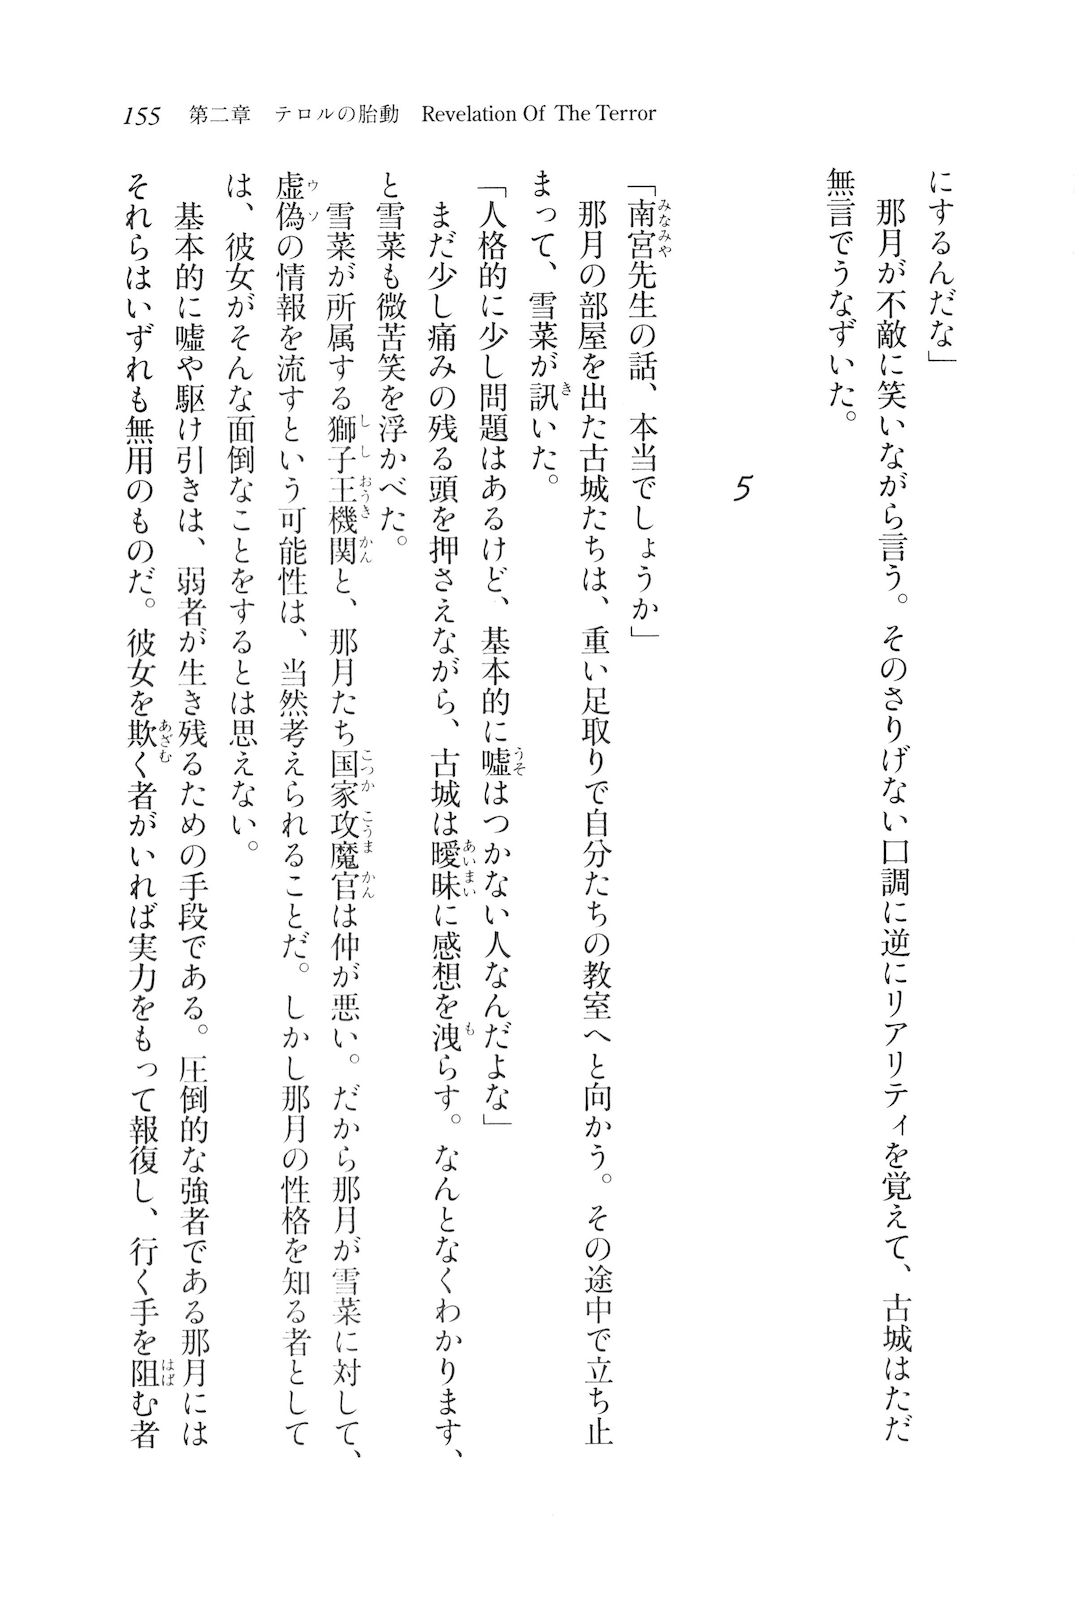 155 第二章 テロルの胎動 Revelation Of The Terror
にするんだな」
那月が不敵に笑いながら言う。そのさりげない口調に逆にリアリティを覚えて、古城はただ
無言でうなずいた。
5
「南宮先生の話、本当でしょうか」
那月の部屋を出た古城たちは、重い足取りで自分たちの教室へと向かう。その途中で立ち止
まって、雪菜が訊いた。
「人格的に少し問題はあるけど、基本的に嘘はつかない人なんだよな」
まだ少し痛みの残る頭を押さえながら、古城は曖昧に感想を洩らす。なんとなくわかります、
と雪菜も微苦笑を浮かべた。
雪菜が所属する獅子王機関と、那月たち国家攻魔官は仲が悪い。だから那月が雪菜に対して、
虚偽の情報を流すという可能性は、当然考えられることだ。しかし那月の性格を知る者として
は、彼女がそんな面倒なことをするとは思えない。
基本的に嘘や駆け引きは、弱者が生き残るための手段である。圧倒的な強者である那月には
それらはいずれも無用のものだ。彼女を欺く者がいれば実力をもって報復し、行く手を阻む者